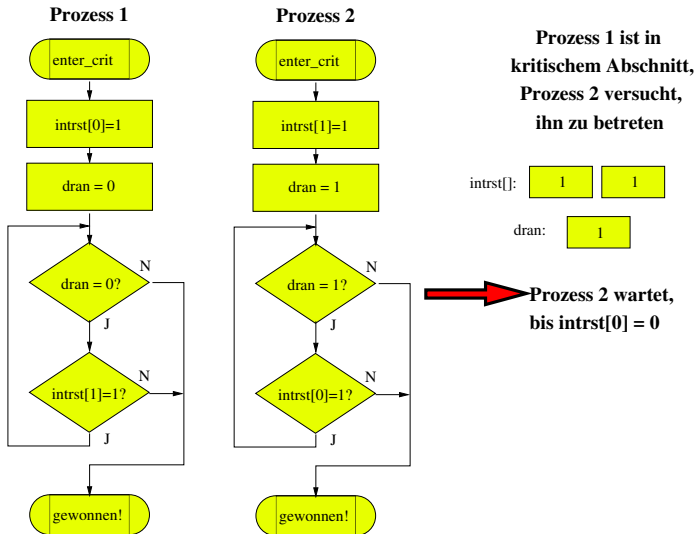 Prozess 1
enter_crit
intrst[0]=1
dran = 0
dran = 0?
N
J
intrst[1]=1?
N
J
gewonnen!
Prozess 2
enter_crit
intrst[1]=1
dran = 1
dran = 1?
N
J
intrst[0]=1?
N
J
gewonnen!
Prozess 1 ist in
kritischem Abschnitt,
Prozess 2 versucht,
ihn zu betreten
intrst[]: 1 1
dran: 1
Prozess 2 wartet,
bis intrst[0] = 0